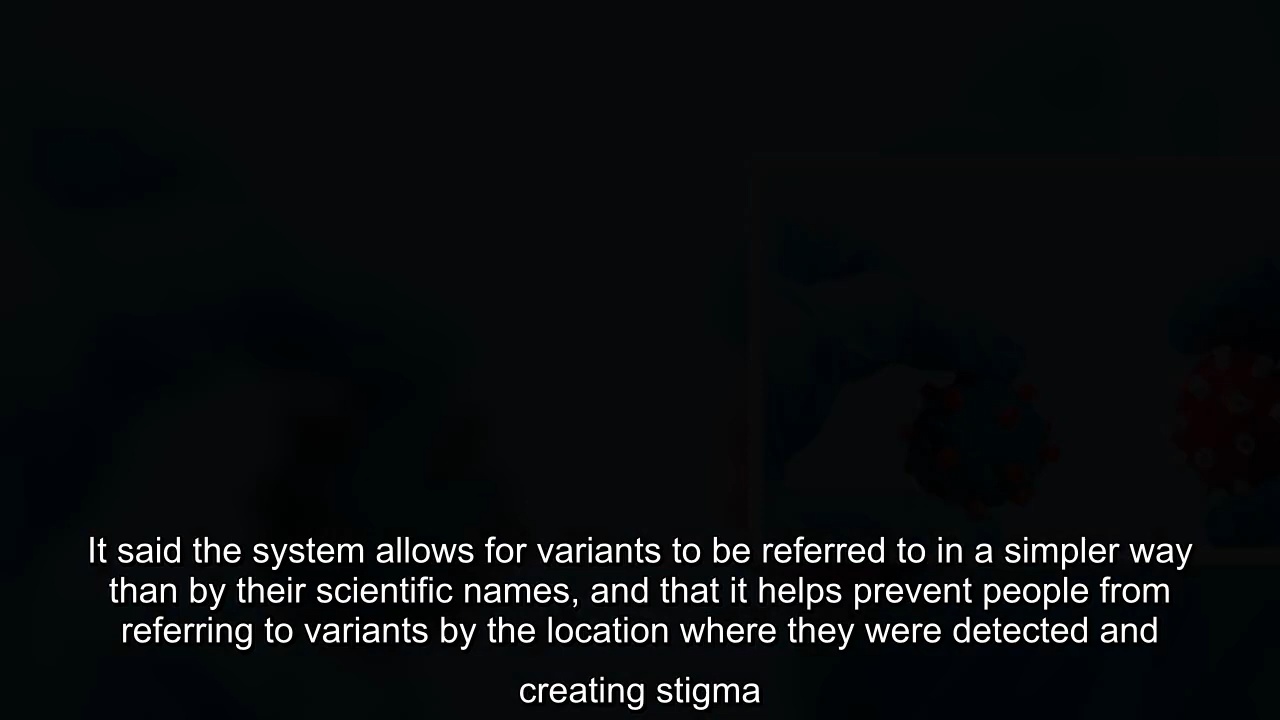 It said the system allows for variants to be referred to in a simpler way
than by their scientific names, and that it helps prevent people from
referring to variants by the location where they were detected and
creating stigma